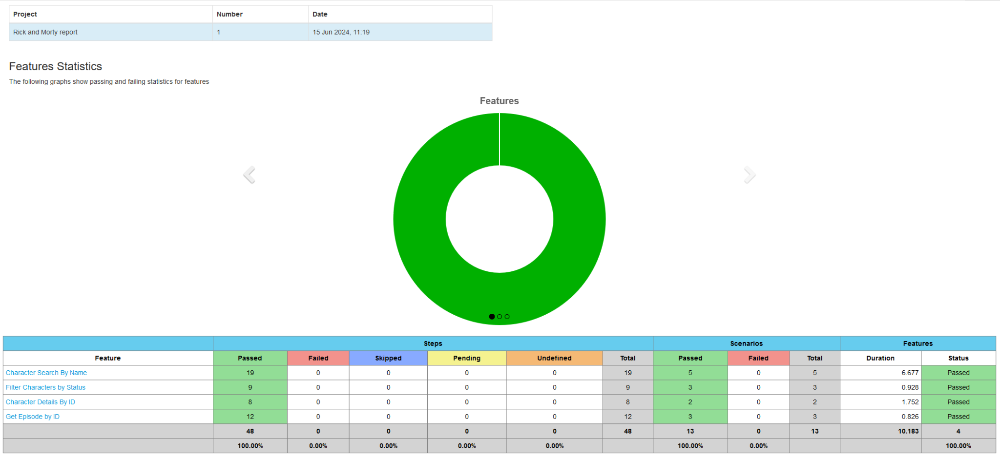 Project Number Date
Rick and Morty report 1 15 Jun 2024, 11:19
Features Statistics
The following graphs show passing and failing statistics for features
Features
Steps Scenarios Features
Feature Passed Failed Skipped Pending Undefined Total Passed Failed Total Duration Status
Character Search By Name 19 0 0 0 0 19 5 0 5 6.677 Passed
Filter Characters by Status 9 0 0 0 0 9 3 0 3 0.928 Passed
Character Details By ID 8 0 0 0 0 8 2 0 2 1.752 Passed
Get Episode by ID 12 0 0 0 0 12 3 0 3 0.826 Passed
48 0 0 0 0 48 13 0 13 10.183 4
100.00% 0.00% 0.00% 0.00% 0.00% 100.00% 0.00% 100.00%